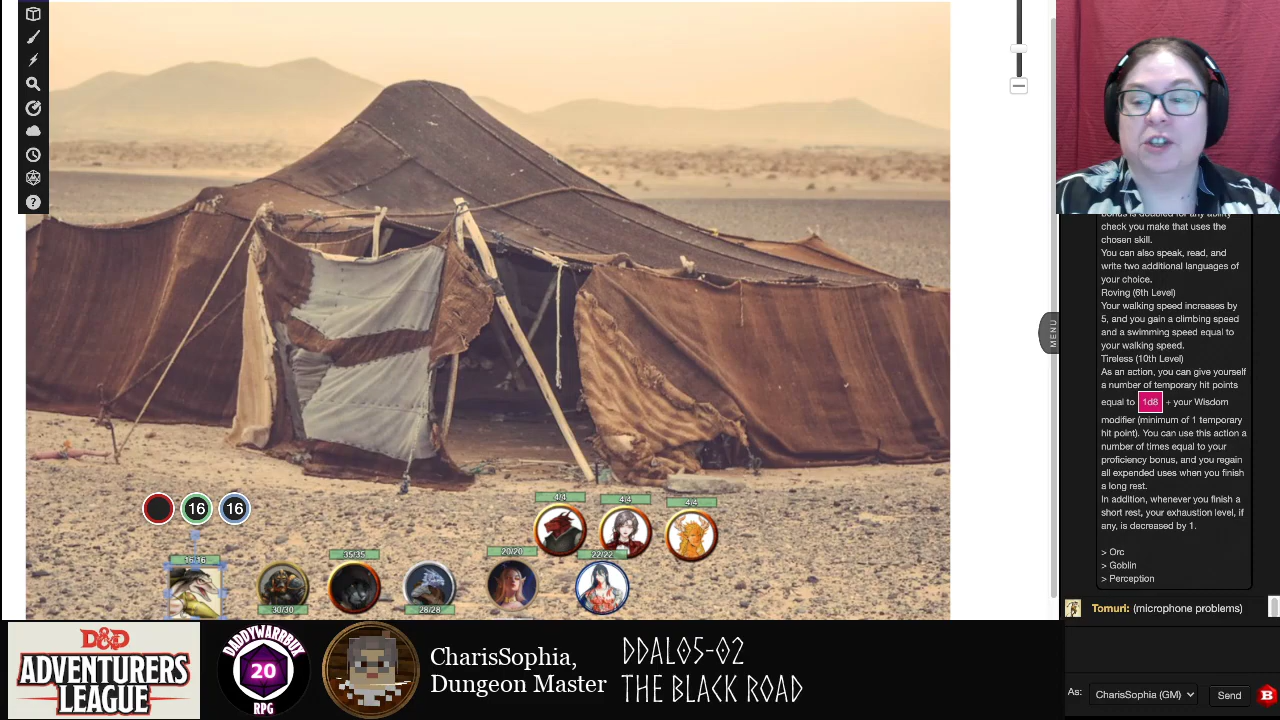 bonus is doubled for any ability
check you make that uses the
chosen skill.
You can also speak, read, and
write two additional languages of
your choice.
Roving (6th Level)
Your walking speed increases by
5, and you gain a climbing speed
and a swimming speed equal to
your walking speed.
Tireless (10th Level)
As an action, you can give yourself
a number of temporary hit points
equal to 1d8 + your Wisdom
modifier (minimum of 1 temporary
hit point). You can use this action a
number of times equal to your
proficiency bonus, and you regain
all expended uses when you finish
a long rest.
In addition, whenever you finish a
short rest, your exhaustion level, if
any, is decreased by 1.
> Orc
> Goblin
> Perception
Tomuri: (microphone problems)
As: CharisSophia (GM) Send
MENU
16 16
4/4 4/4 4/4
16/16 35/35 20/20 22/22
30/30 28/28
D&D
ADVENTURERS
LEAGUE
DADDYWARRBUX
20
RPG
CharisSophia,
Dungeon Master
DDAL05-02
THE BLACK ROAD